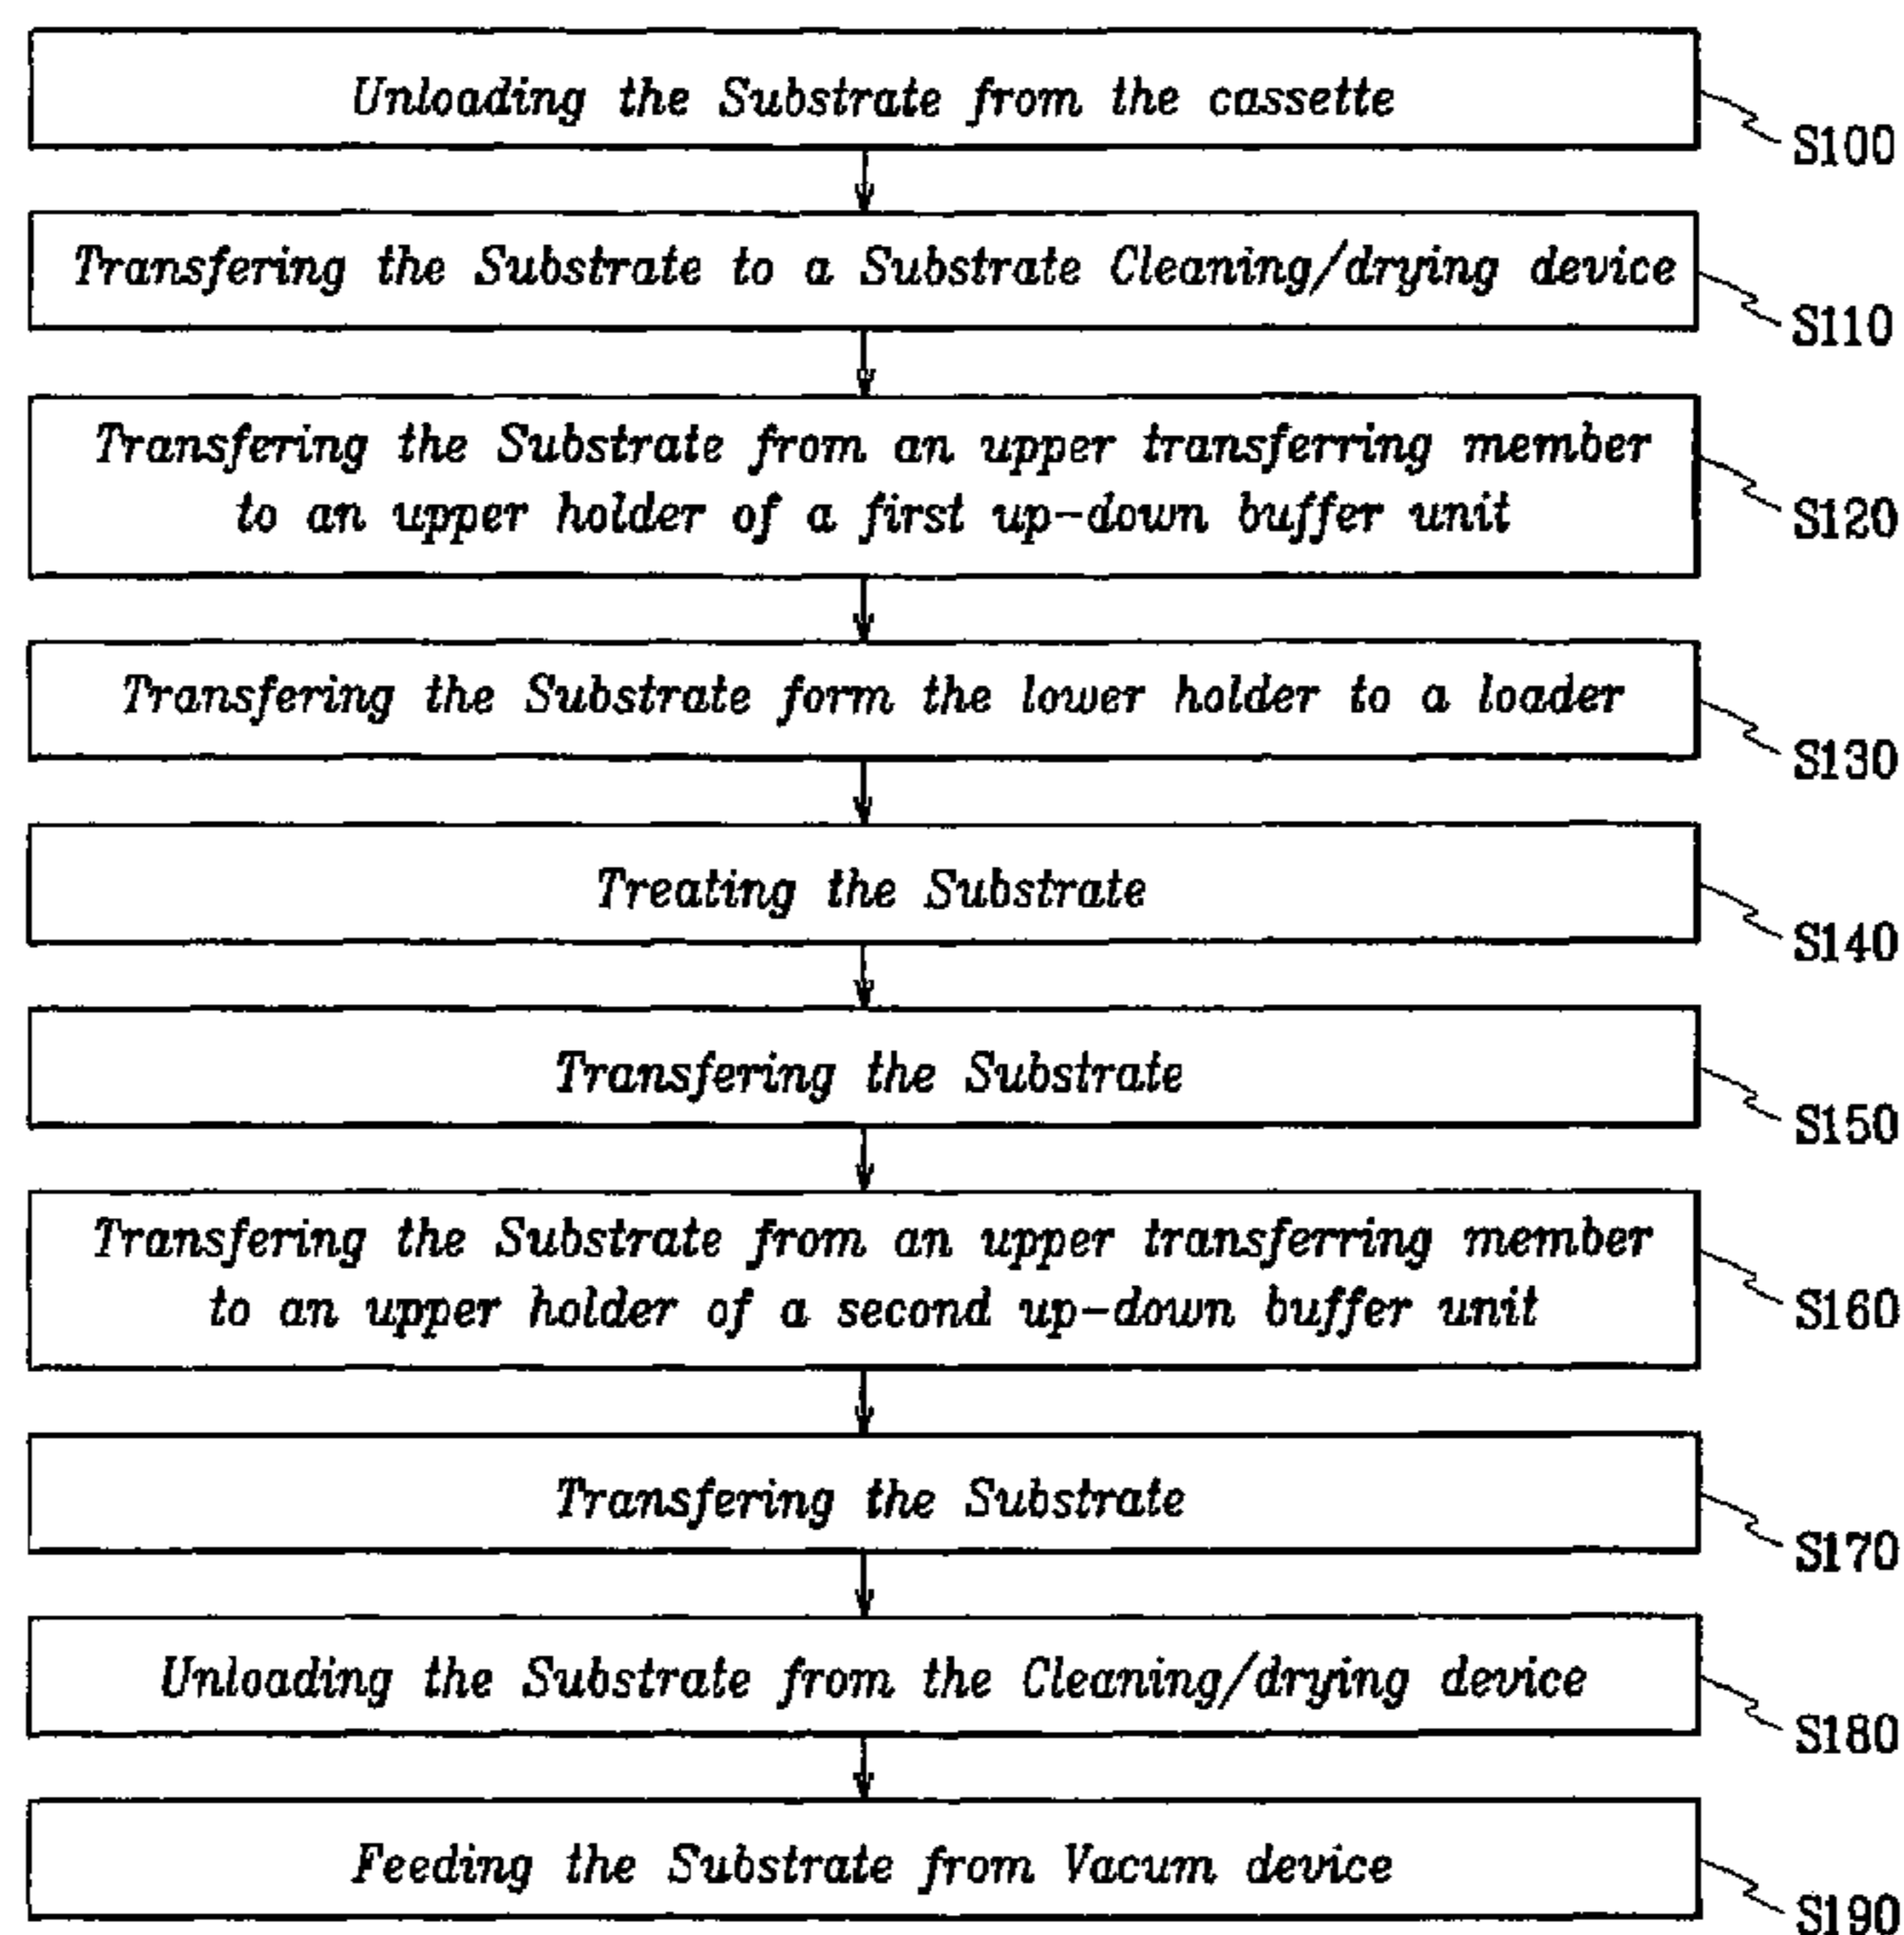 Unloading the Substrate from the cassette
S100
Transfering the Substrate to a Substrate Cleaning/drying device
S110
Transfering the Substrate from an upper transferring member
to an upper holder of a first up-down buffer unit
S120
Transfering the Substrate form the lower holder to a loader
S130
Treating the Substrate
S140
Transfering the Substrate
S150
Transfering the Substrate from an upper transferring member
to an upper holder of a second up-down buffer unit
S160
Transfering the Substrate
S170
Unloading the Substrate from the Cleaning/drying device
S180
Feeding the Substrate from Vacum device
S190